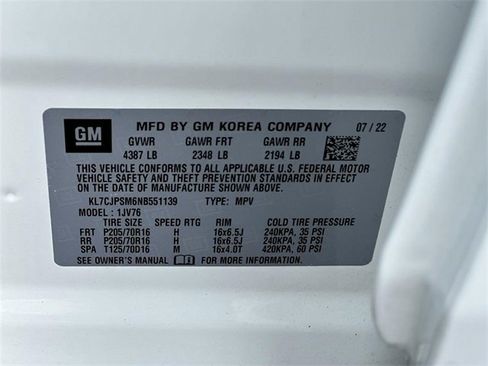 GM MFD BY GM KOREA COMPANY 07 / 22
GVWR GAWR FRT GAWR RR
4387 LB 2348 LB 2194 LB
THIS VEHICLE CONFORMS TO ALL APPLICABLE U.S. FEDERAL MOTOR
VEHICLE SAFETY AND THEFT PREVENTION STANDARDS IN EFFECT ON
THE DATE OF MANUFACTURE SHOWN ABOVE.
KL7CJPSM6NB551139 TYPE: MPV
MODEL : 1JV76
TIRE SIZE SPEED RTG RIM COLD TIRE PRESSURE
FRT P205/70R16 H 16x6.5J 240KPA, 35 PSI
RR P205/70R16 H 16x6.5J 240KPA, 35 PSI
SPA T125/70D16 M 16x4.0T 420KPA, 60 PSI
SEE OWNER'S MANUAL FOR MORE INFORMATION